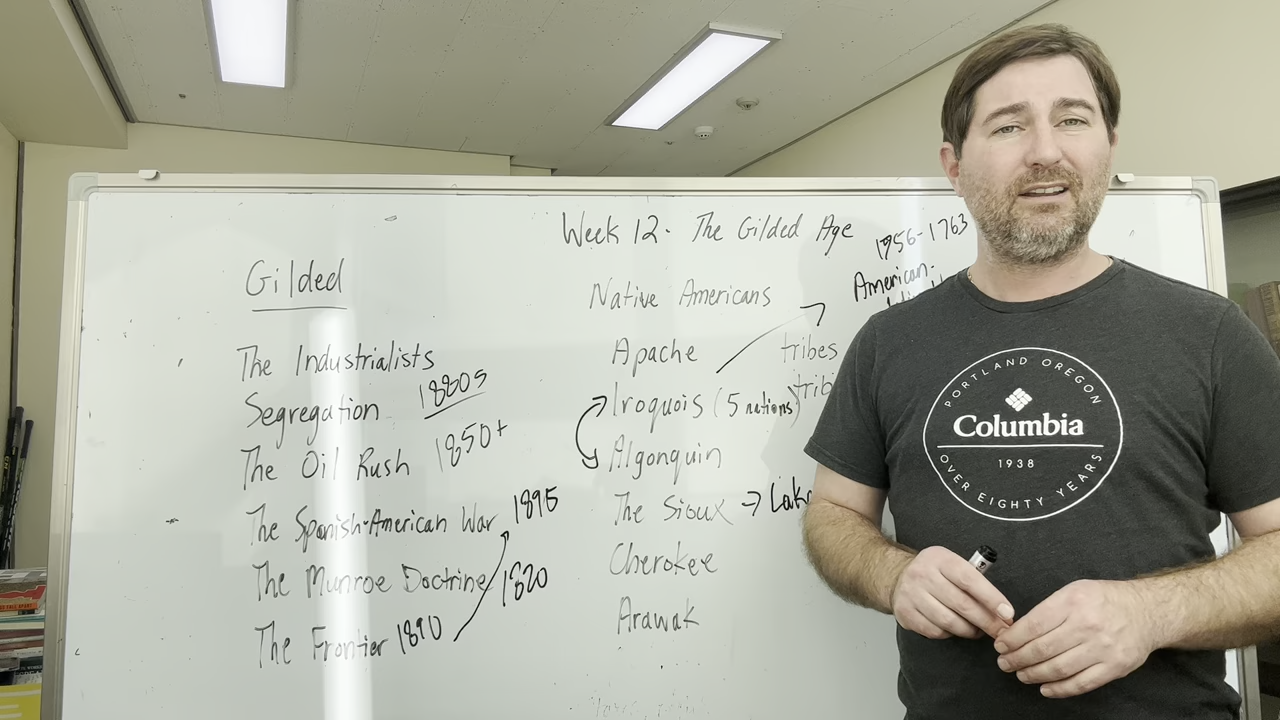 Week 12. The Gilded Age
Gilded
The Industrialists
Segregation 1880s
The Oil Rush 1850+
The Spanish-American War 1895
The Munroe Doctrine 1820
The Frontier 1890
1956-1763
American.
Native Americans
Apache tribes
Iroquois (5 nations) tribe
Algonquin
The Sioux → Lako
Cherokee
Arawak
PORTLAND OREGON
Columbia
1938
OVER EIGHTY YEARS